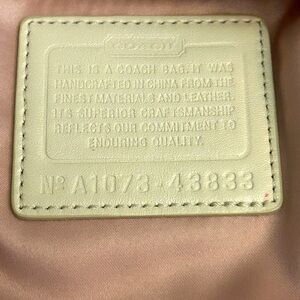 COACH
THIS IS A COACH BAG. IT WAS
HANDCRAFTED IN CHINA FROM THE
FINEST MATERIALS AND LEATHER.
ITS SUPERIOR CRAFTSMANSHIP
REFLECTS OUR COMMITMENT TO
ENDURING QUALITY.
Nº A1073-43833